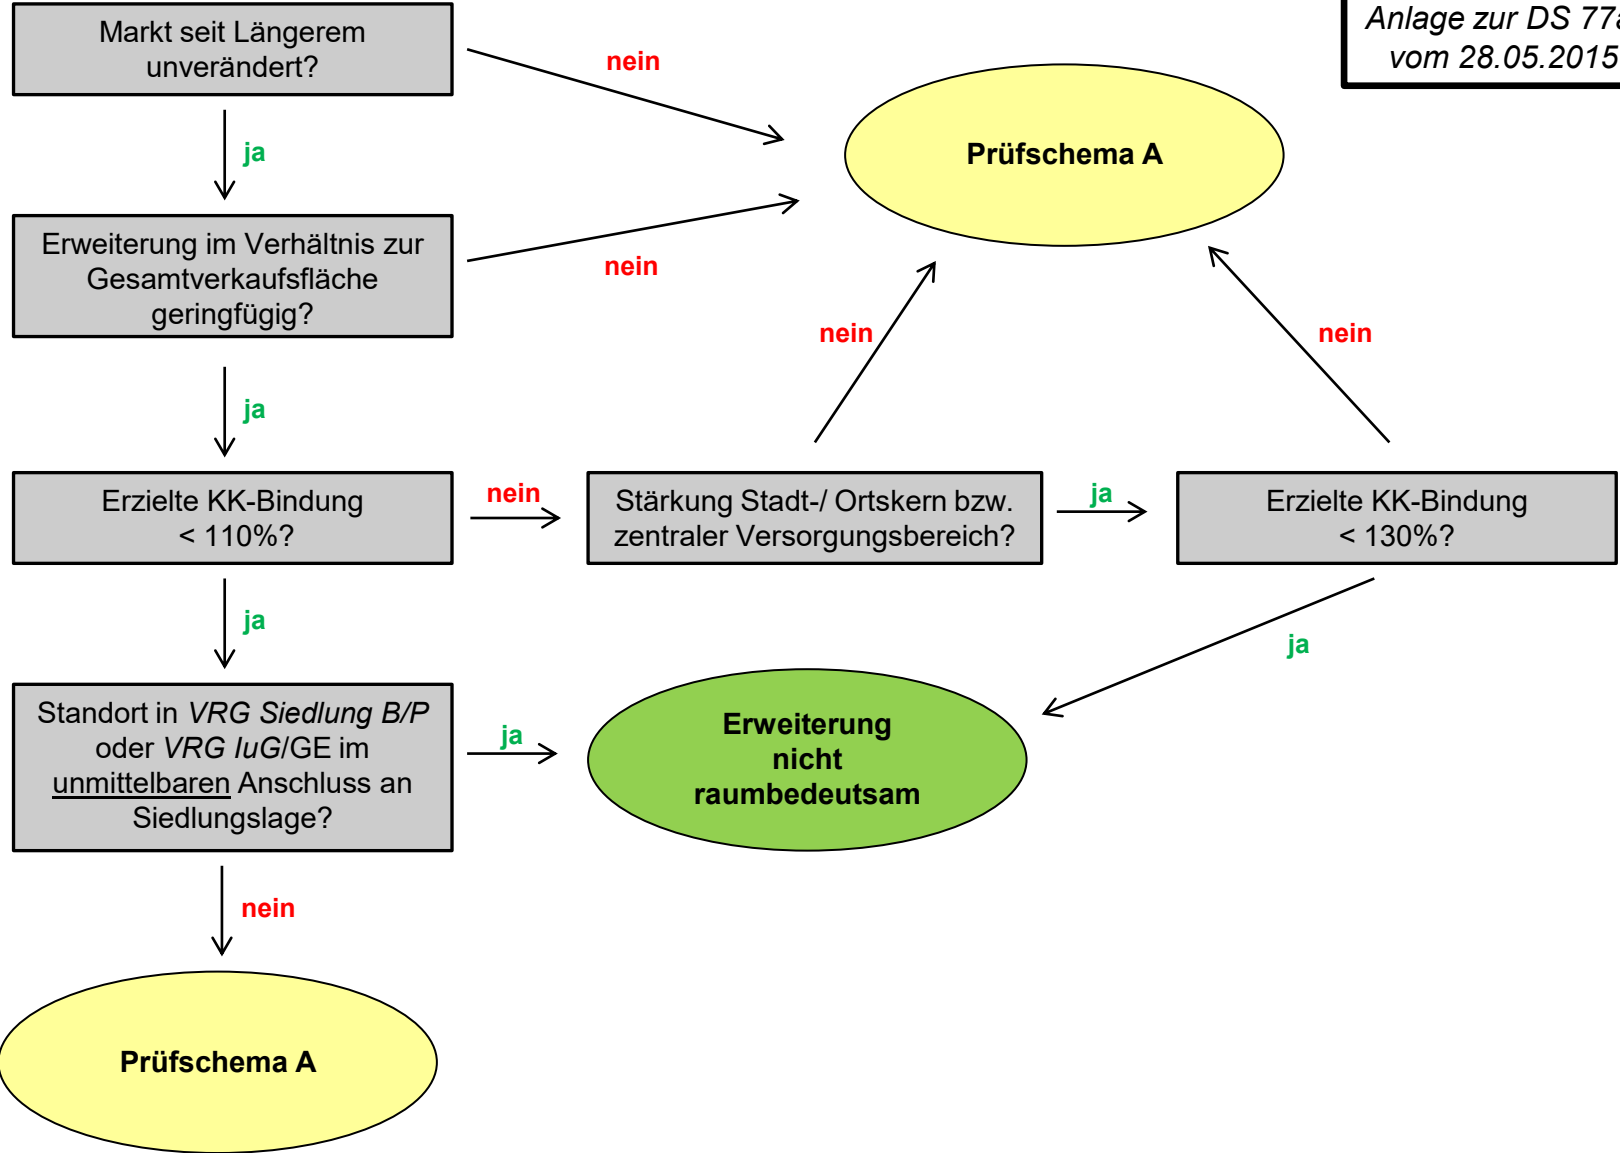 Anlage zur DS 77a
vom 28.05.2015
Markt seit Längerem
unverändert?
nein
Prüfschema A
ja
Erweiterung im Verhältnis zur
Gesamtverkaufsfläche
geringfügig?
nein
nein
nein
ja
Erzielte KK-Bindung
< 110%?
nein
Stärkung Stadt-/ Ortskern bzw.
zentraler Versorgungsbereich?
ja
Erzielte KK-Bindung
< 130%?
ja
ja
Standort in VRG Siedlung B/P
oder VRG IuG/GE im
unmittelbaren Anschluss an
Siedlungslage?
ja
Erweiterung
nicht
raumbedeutsam
nein
Prüfschema A